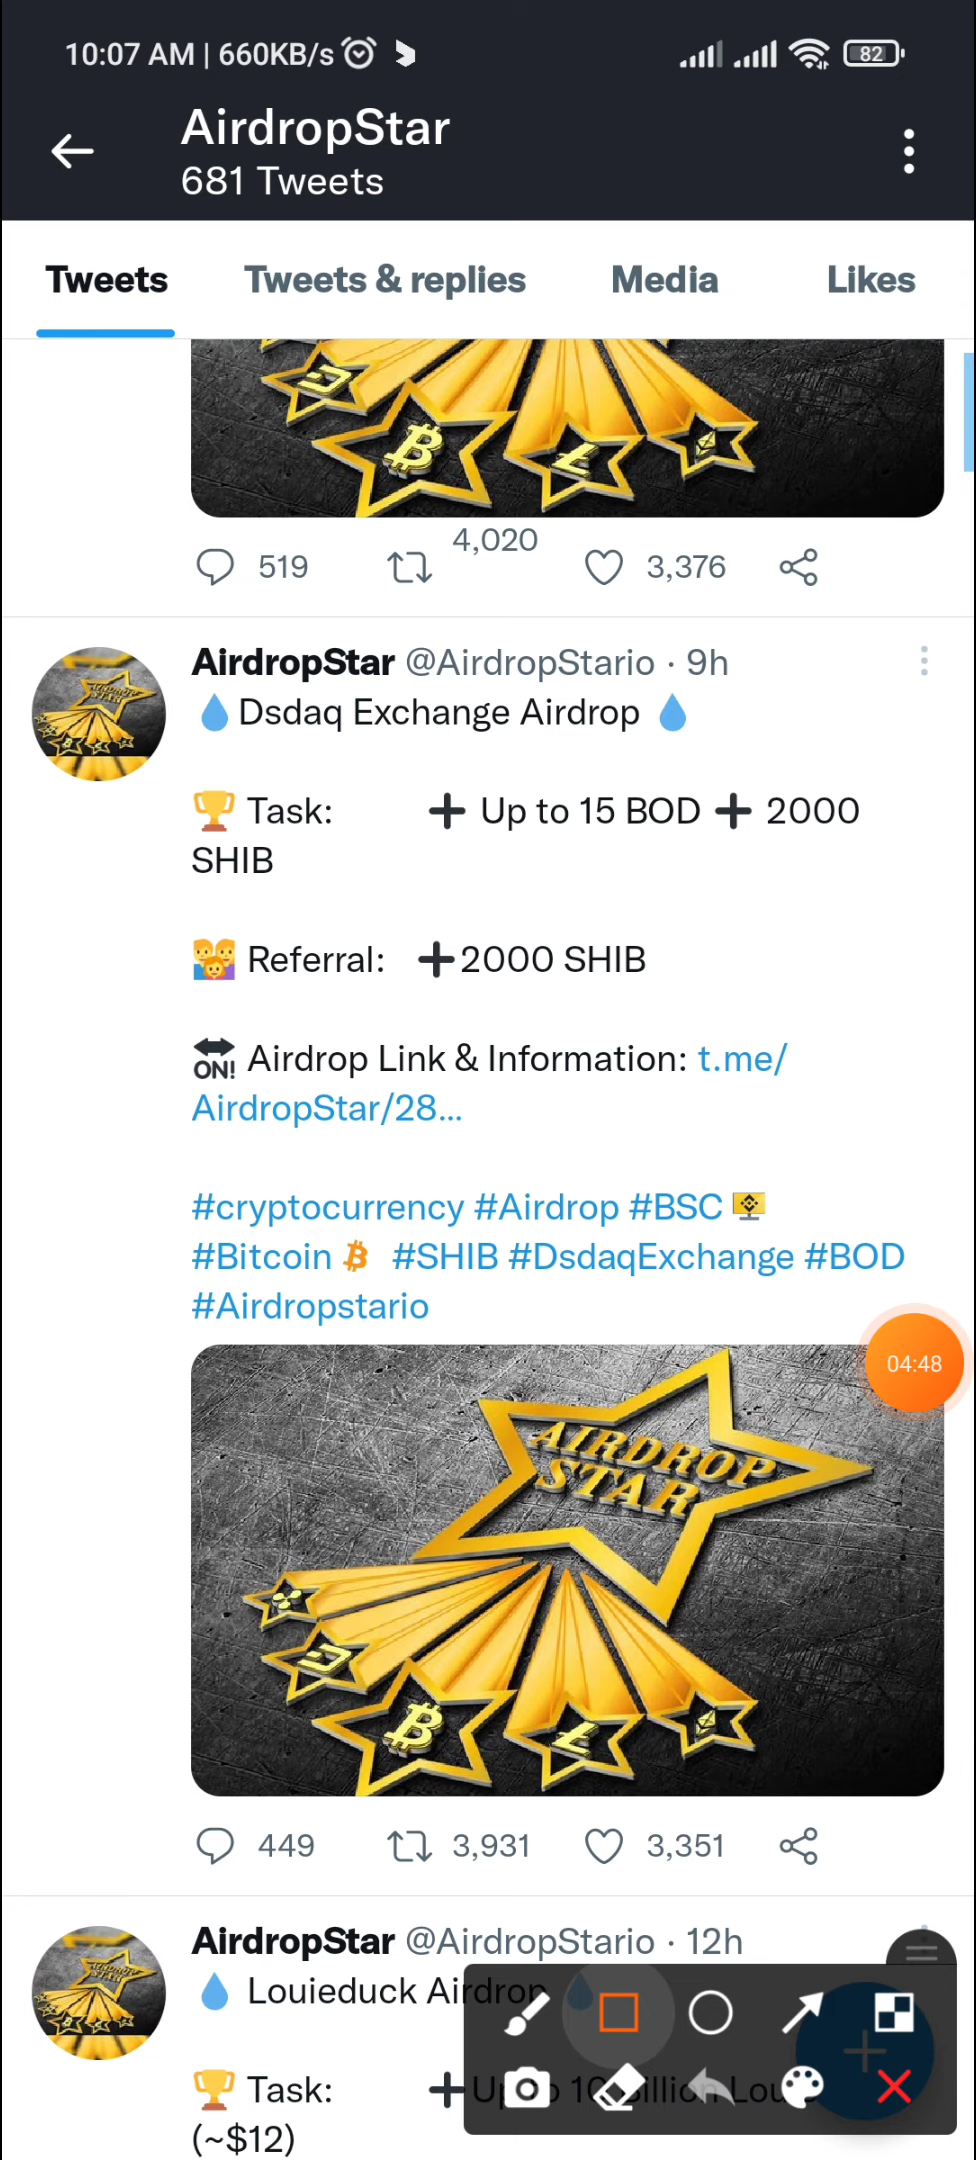 10:07 AM | 660KB/s
82
AirdropStar
681 Tweets
Tweets
Tweets & replies
Media
Likes
519
4,020
3,376
AirdropStar @AirdropStario · 9h
💧Dsdaq Exchange Airdrop 💧
🏆 Task: ➕ Up to 15 BOD ➕ 2000
SHIB
👨‍👩‍👦 Referral: ➕2000 SHIB
🔛 Airdrop Link & Information: t.me/
AirdropStar/28...
#cryptocurrency #Airdrop #BSC
#Bitcoin #SHIB #DsdaqExchange #BOD
#Airdropstario
04:48
AIRDROP
STAR
449
3,931
3,351
AirdropStar @AirdropStario · 12h
💧 Louieduck Airdrop 💧
🏆 Task: ➕ Up to 10
(~$12)